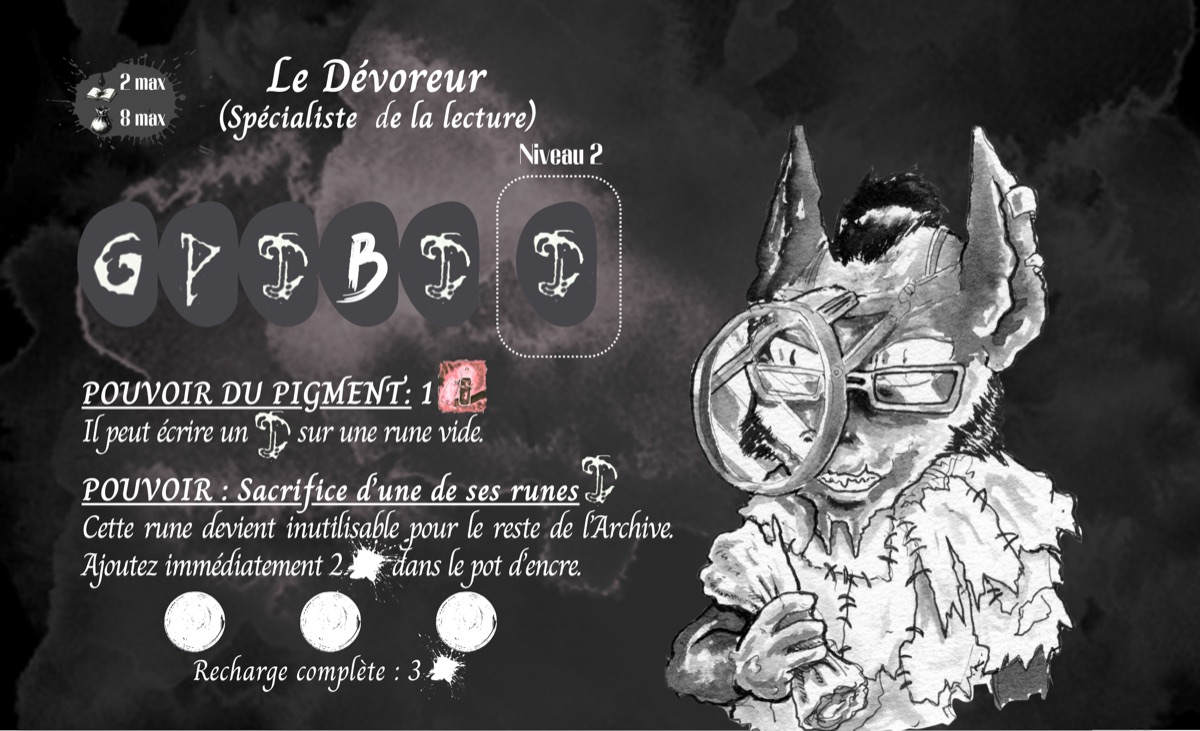 2 max
8 max
Le Dévoreur
(Spécialiste de la lecture)
Niveau 2
G P I B I I
POUVOIR DU PIGMENT: 1
Il peut écrire un I sur une rune vide.
POUVOIR : Sacrifice d'une de ses runes I
Cette rune devient inutilisable pour le reste de l'Archive.
Ajoutez immédiatement 2 dans le pot d'encre.
Recharge complète : 3